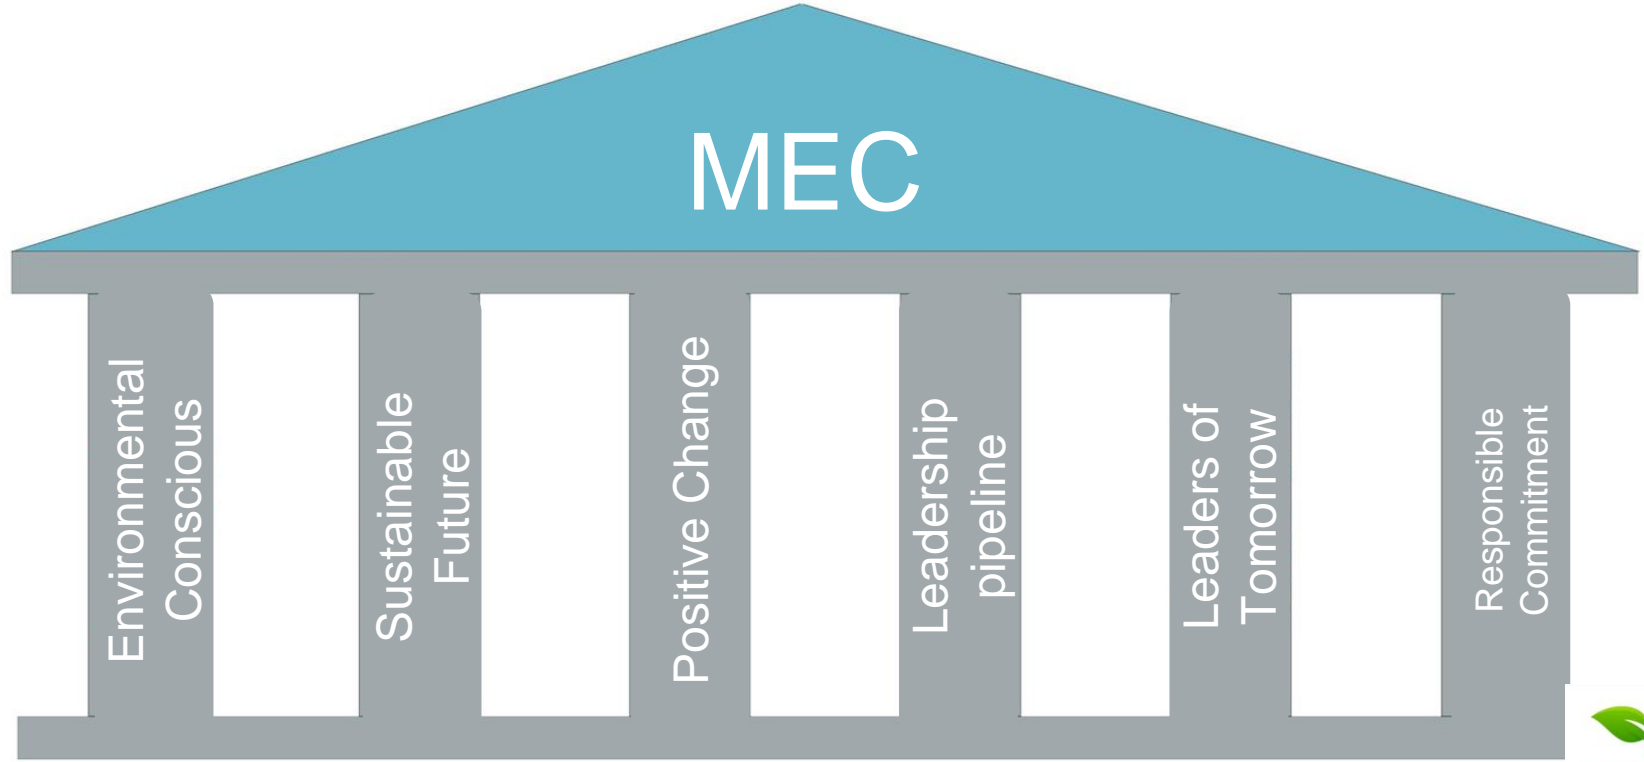 MEC
Environmental
Conscious
Sustainable
Future
Positive Change
Leadership
pipeline
Leaders of
Tomorrow
Responsible
Commitment